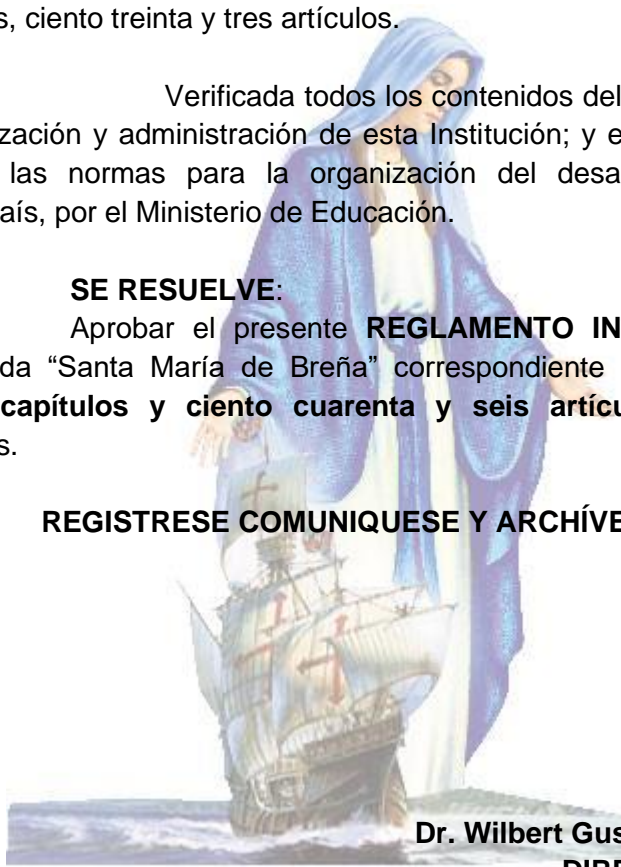 s, ciento treinta y tres artículos.
Verificada todos los contenidos del
ización y administración de esta Institución; y e
las normas para la organización del desa
aís, por el Ministerio de Educación.
SE RESUELVE:
Aprobar el presente REGLAMENTO IN
da “Santa María de Breña” correspondiente
capítulos y ciento cuarenta y seis artícu
s.
REGISTRESE COMUNIQUESE Y ARCHÍVE
Dr. Wilbert Gus
DIRE